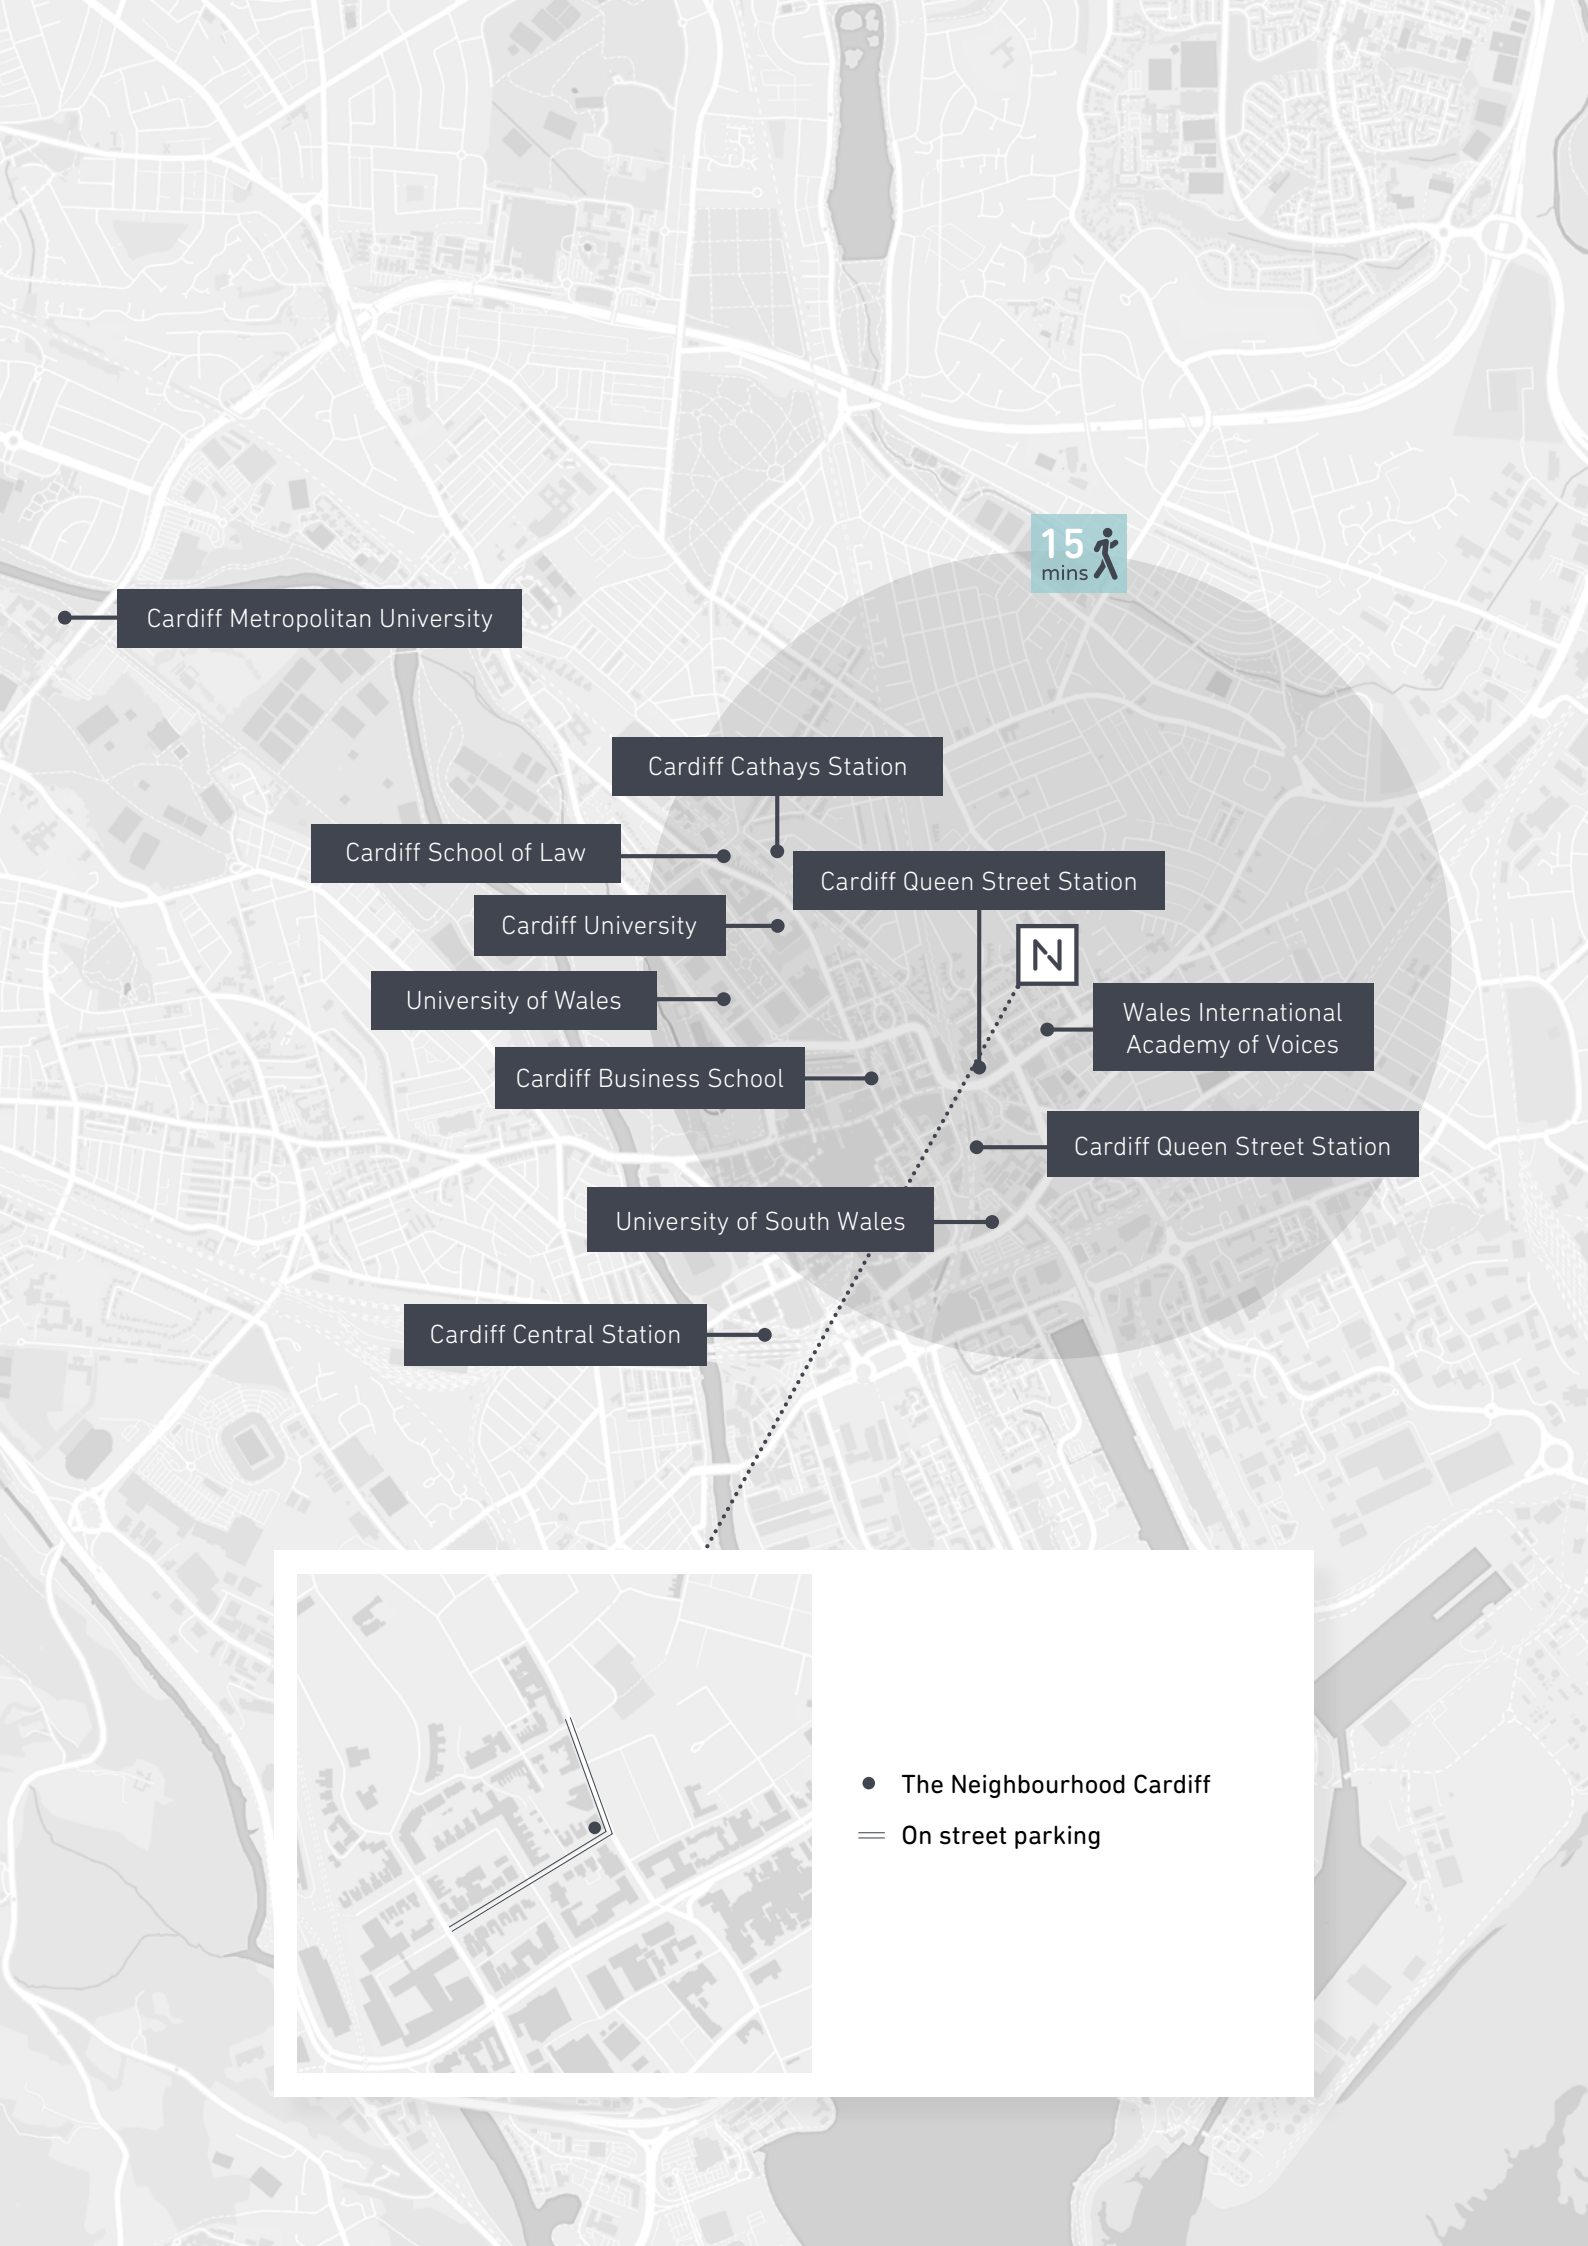 15
mins
Cardiff Metropolitan University
Cardiff Cathays Station
Cardiff School of Law
Cardiff Queen Street Station
Cardiff University
N
University of Wales
Wales International
Academy of Voices
Cardiff Business School
Cardiff Queen Street Station
University of South Wales
Cardiff Central Station
The Neighbourhood Cardiff
On street parking